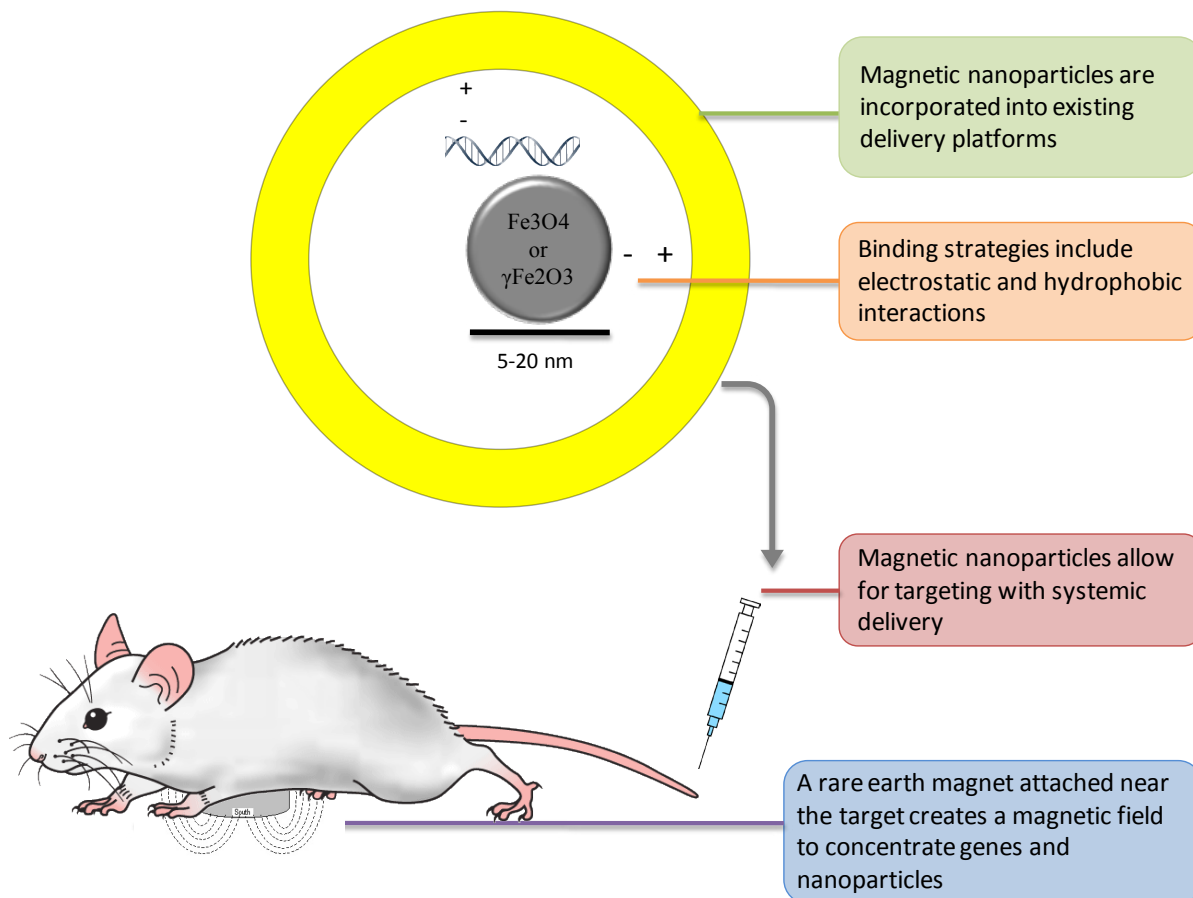 Magnetic nanoparticles are
incorporated into existing
delivery platforms
+
-
Fe3O4
or
γFe2O3
- +
5-20 nm
Binding strategies include
electrostatic and hydrophobic
interactions
Magnetic nanoparticles allow
for targeting with systemic
delivery
South
A rare earth magnet attached near
the target creates a magnetic field
to concentrate genes and
nanoparticles